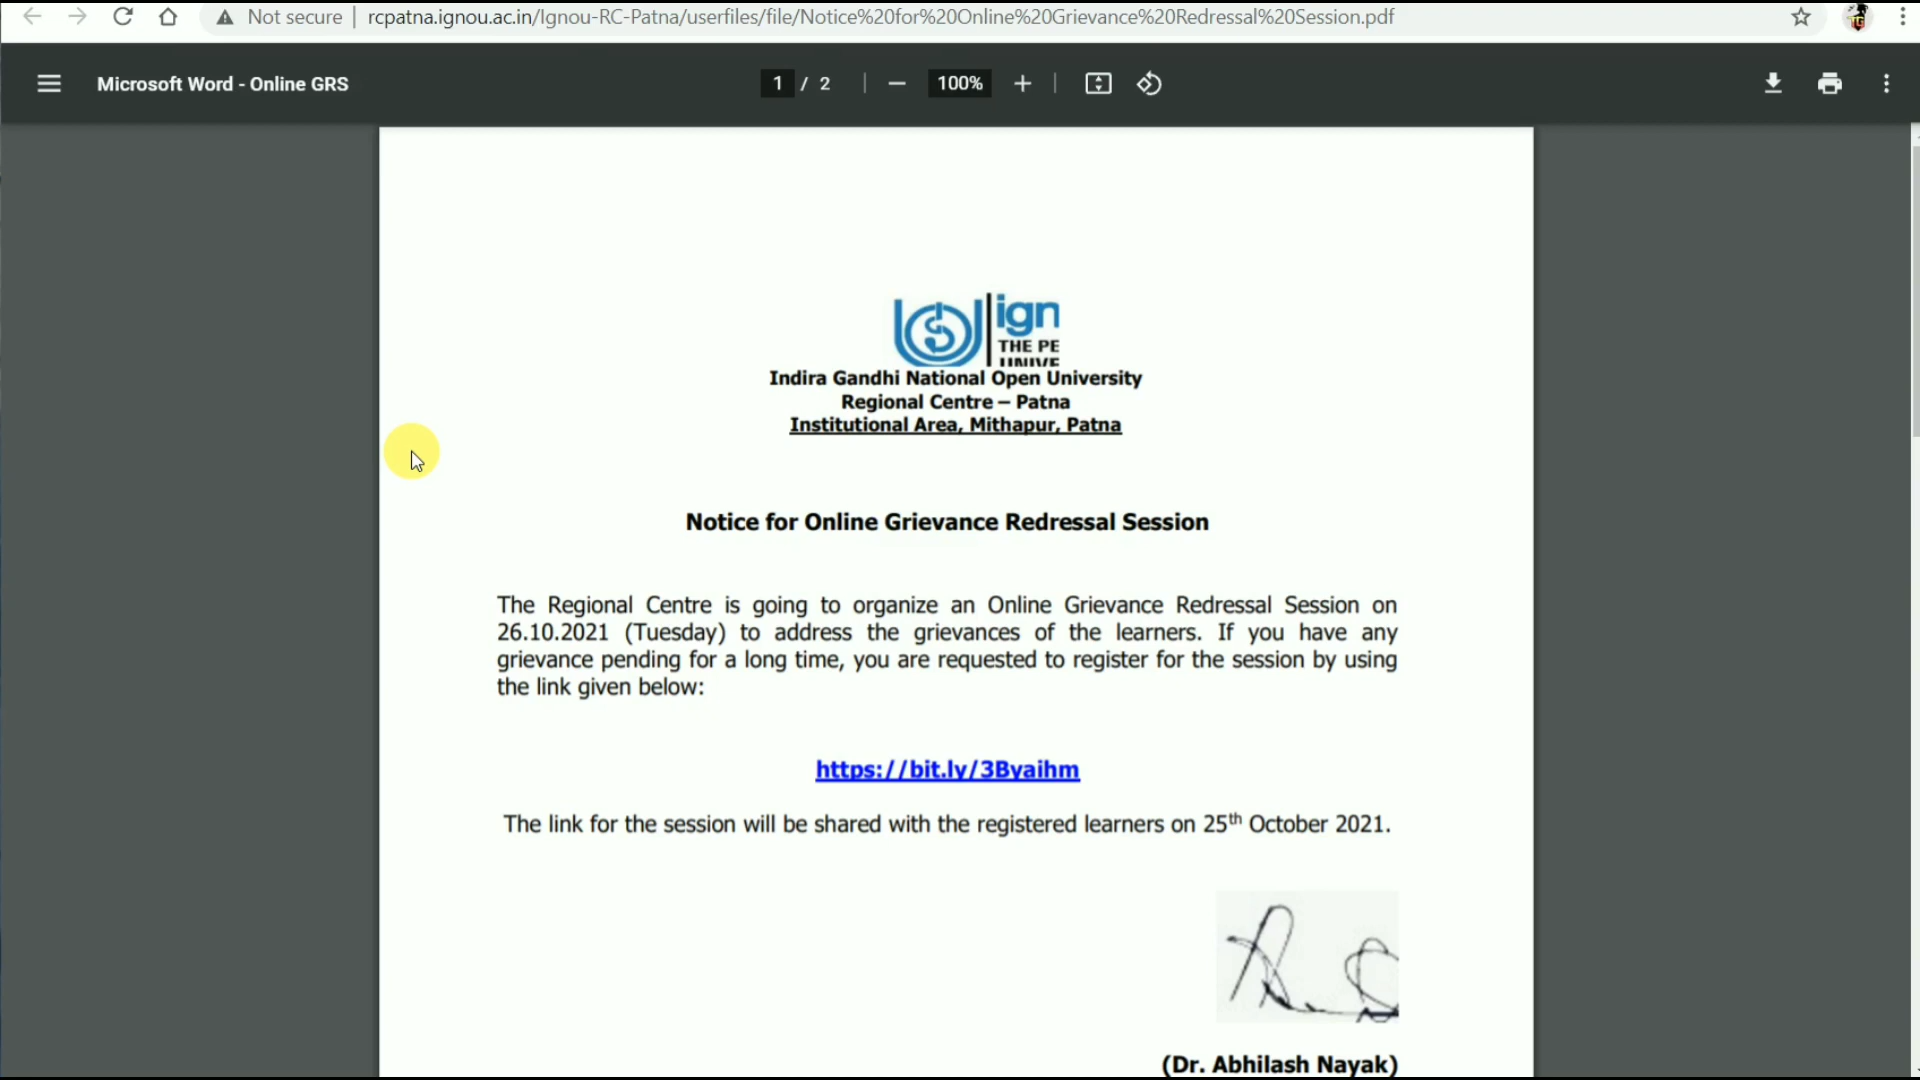 Not secure | rcpatna.ignou.ac.in/Ignou-RC-Patna/userfiles/file/Notice%20for%20Online%20Grievance%20Redressal%20Session.pdf
Microsoft Word - Online GRS
1 / 2
100%
ign
THE PE
UNIVE
Indira Gandhi National Open University
Regional Centre – Patna
Institutional Area, Mithapur, Patna
Notice for Online Grievance Redressal Session
The Regional Centre is going to organize an Online Grievance Redressal Session on
26.10.2021 (Tuesday) to address the grievances of the learners. If you have any
grievance pending for a long time, you are requested to register for the session by using
the link given below:
https://bit.ly/3Byaihm
The link for the session will be shared with the registered learners on 25th October 2021.
(Dr. Abhilash Nayak)